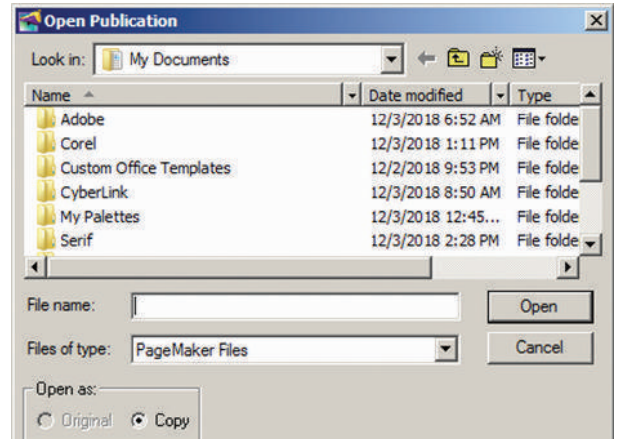 Open Publication
Look in: My Documents
Name Date modified Type
Adobe 12/3/2018 6:52 AM File folde
Corel 12/3/2018 1:11 PM File folde
Custom Office Templates 12/2/2018 9:53 PM File folde
CyberLink 12/3/2018 8:50 AM File folde
My Palettes 12/3/2018 12:45... File folde
Serif 12/3/2018 2:28 PM File folde
File name: Open
Files of type: PageMaker Files Cancel
Open as:
Original Copy